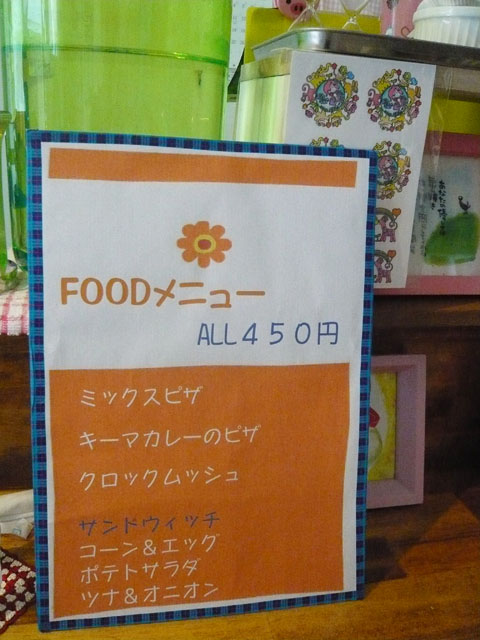 FOODメニュー
ALL450円
ミックスピザ
キーマカレーのピザ
クロックムッシュ
サンドウィッチ
コーン&エッグ
ポテトサラダ
ツナ&オニオン